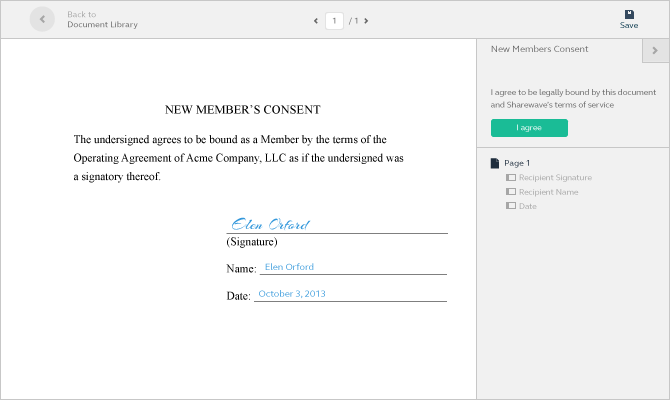 Back to
Document Library
1 / 1
Save
NEW MEMBER’S CONSENT
The undersigned agrees to be bound as a Member by the terms of the
Operating Agreement of Acme Company, LLC as if the undersigned was
a signatory thereof.
Elen Orford
(Signature)
Name: Elen Orford
Date: October 3, 2013
New Members Consent
I agree to be legally bound by this document
and Sharewave's terms of service
I agree
Page 1
Recipient Signature
Recipient Name
Date